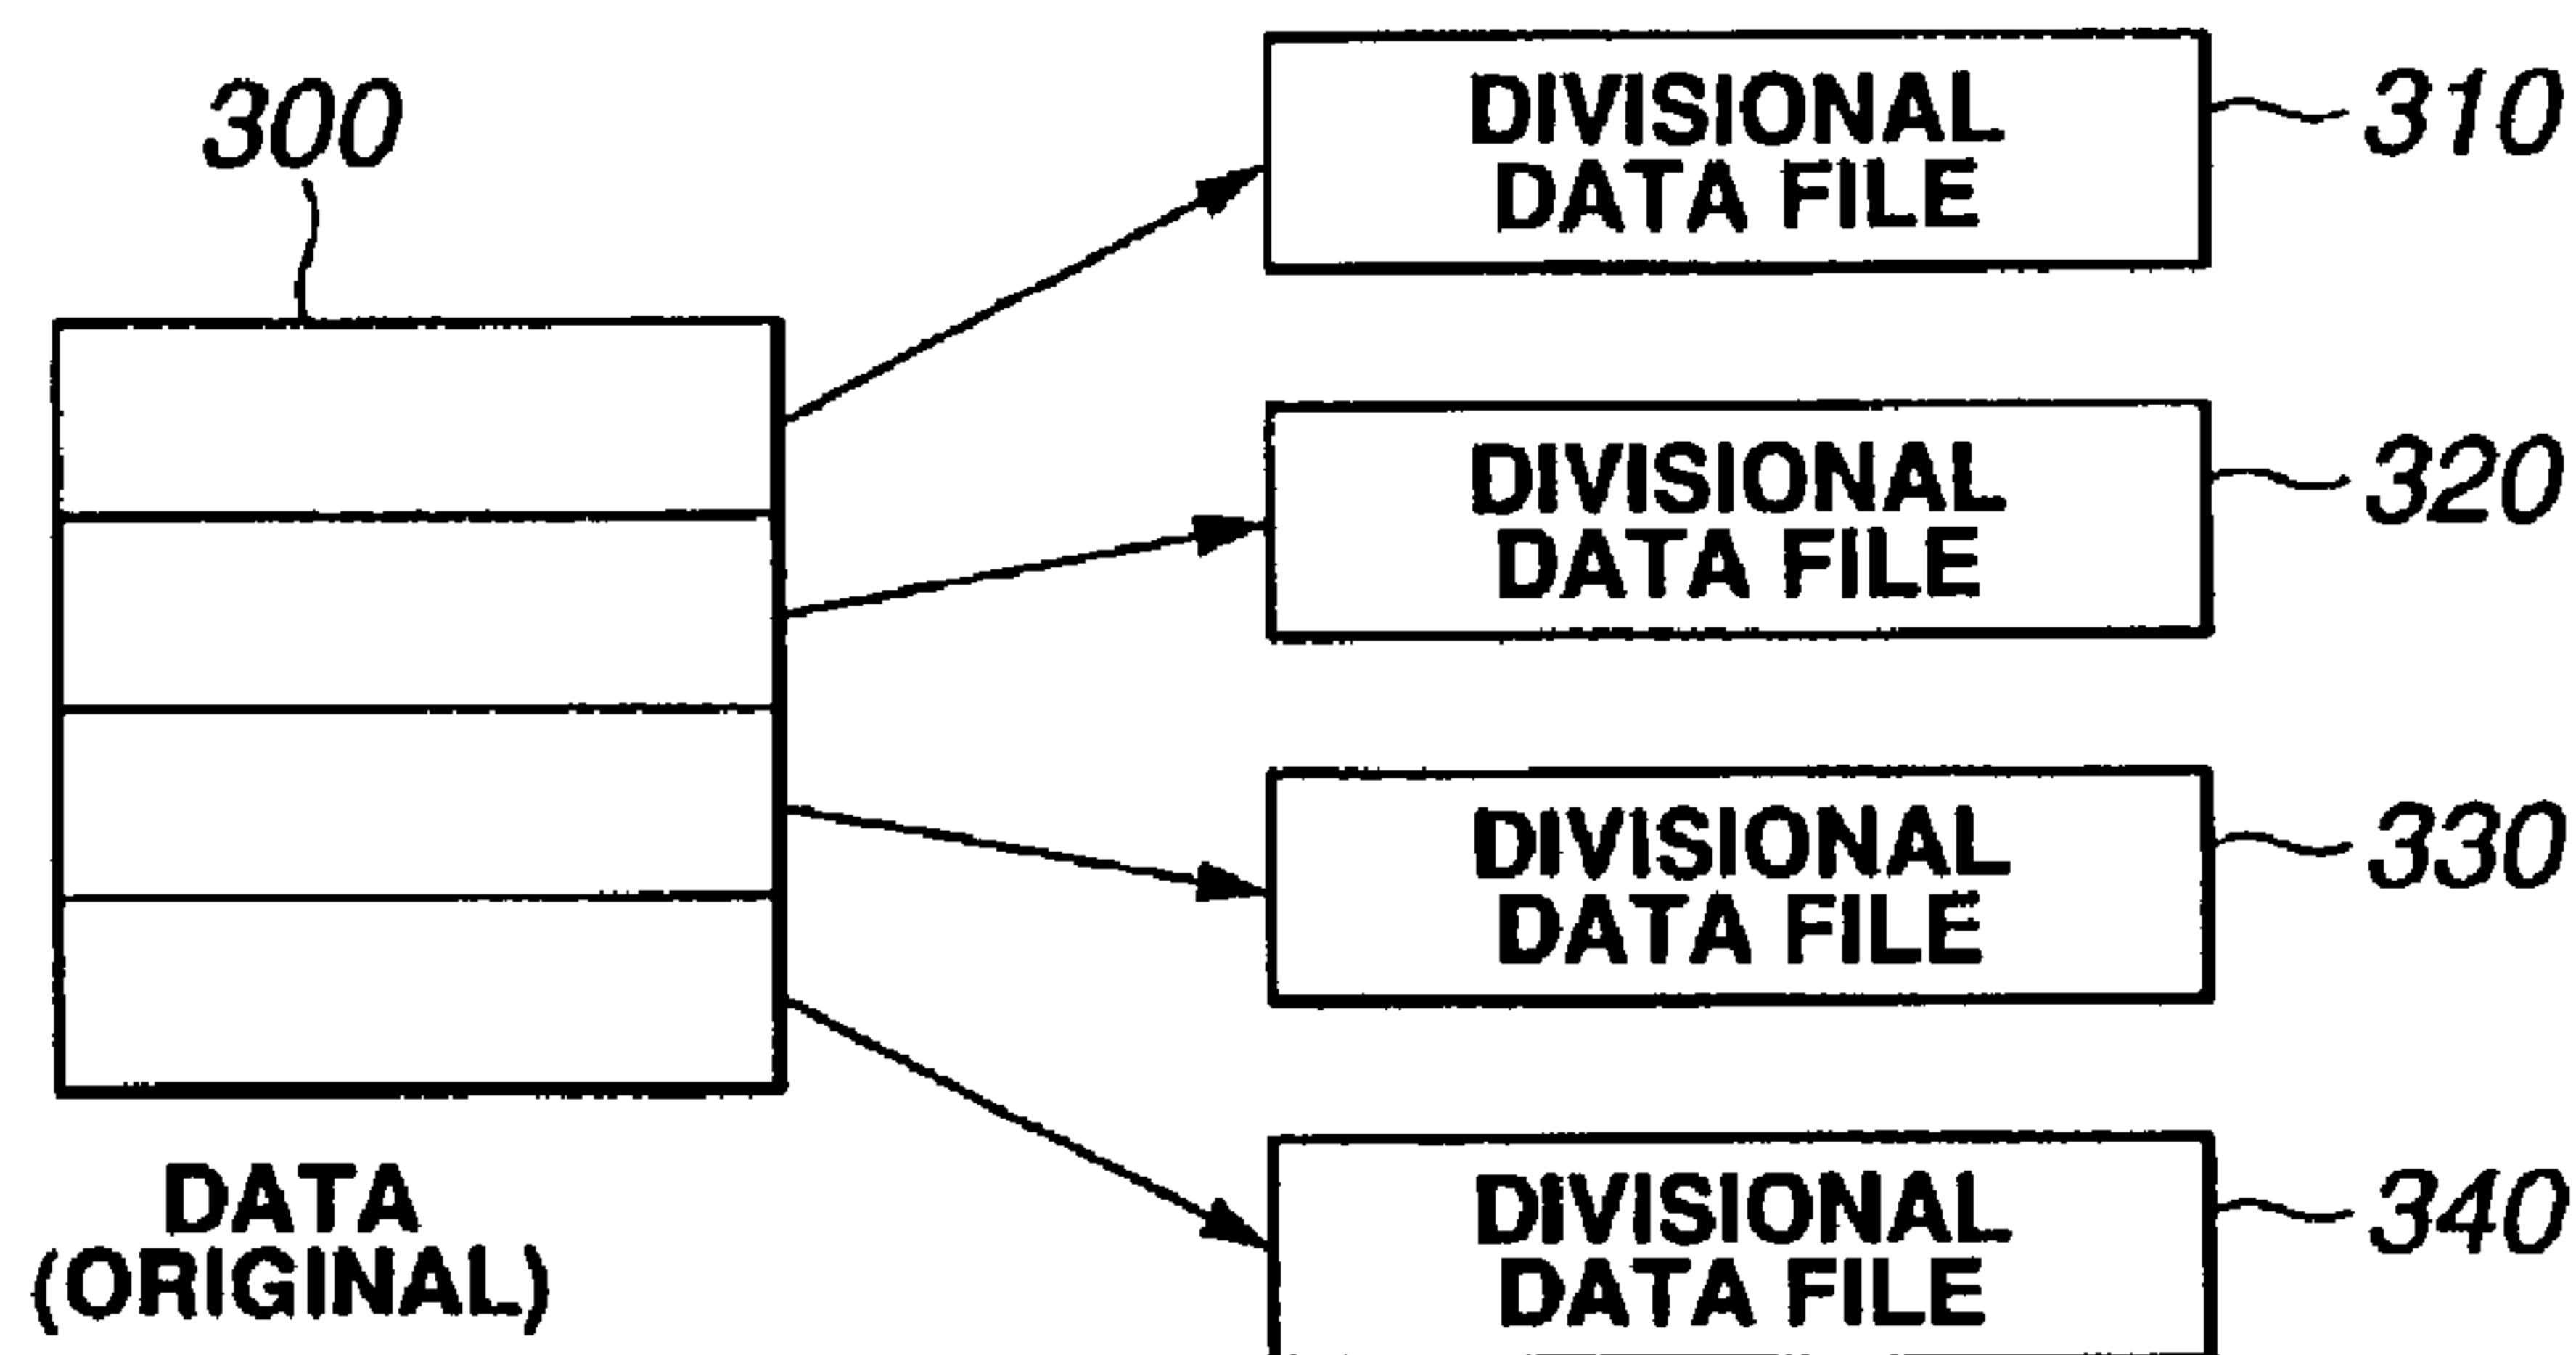 300
DATA
(ORIGINAL)
DIVISIONAL
DATA FILE
310
DIVISIONAL
DATA FILE
320
DIVISIONAL
DATA FILE
330
DIVISIONAL
DATA FILE
340